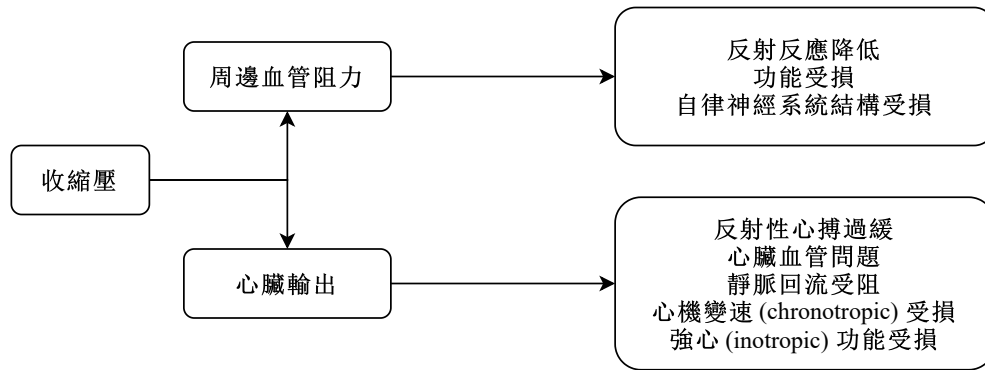 收縮壓
周邊血管阻力
反射反應降低
功能受損
自律神經系統結構受損
心臟輸出
反射性心搏過緩
心臟血管問題
靜脈回流受阻
心機變速 (chronotropic) 受損
強心 (inotropic) 功能受損